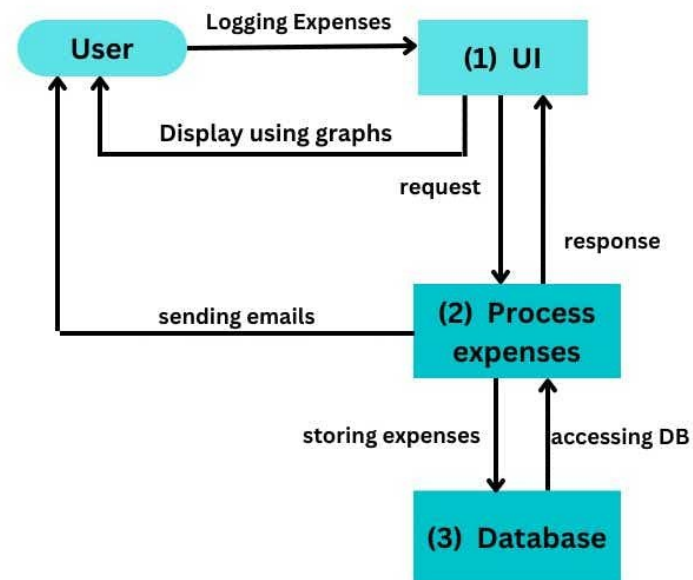 Logging Expenses
User
(1) UI
Display using graphs
request
response
(2) Process
expenses
sending emails
storing expenses
accessing DB
(3) Database